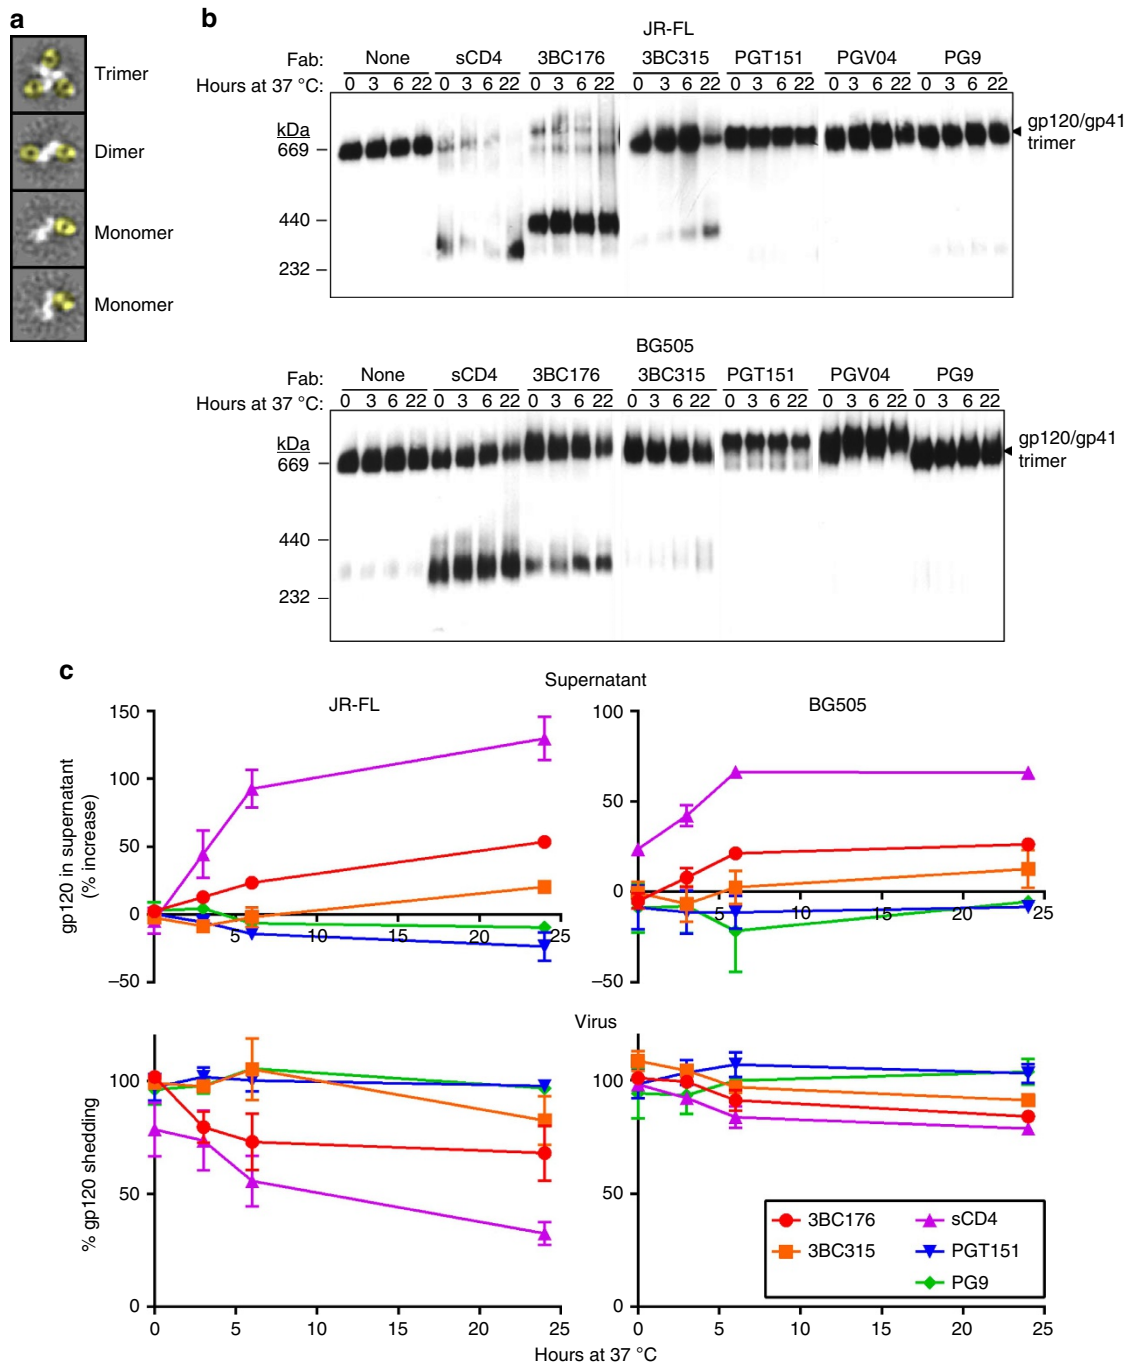 a
Trimer
Dimer
Monomer
Monomer
b
JR-FL
Fab: None sCD4 3BC176 3BC315 PGT151 PGV04 PG9
Hours at 37 °C: 0 3 6 22 0 3 6 22 0 3 6 22 0 3 6 22 0 3 6 22 0 3 6 22 0 3 6 22
kDa
669
440
232
gp120/gp41
trimer
BG505
Fab: None sCD4 3BC176 3BC315 PGT151 PGV04 PG9
Hours at 37 °C: 0 3 6 22 0 3 6 22 0 3 6 22 0 3 6 22 0 3 6 22 0 3 6 22 0 3 6 22
kDa
669
440
232
gp120/gp41
trimer
c
Supernatant
JR-FL
BG505
gp120 in supernatant
(% increase)
150
100
50
0
–50
5 10 15 20 25
100
50
0
–50
5 10 15 20 25
Virus
% gp120 shedding
100
50
0
0 5 10 15 20 25
100
50
0
0 5 10 15 20 25
3BC176 sCD4
3BC315 PGT151
PG9
Hours at 37 °C